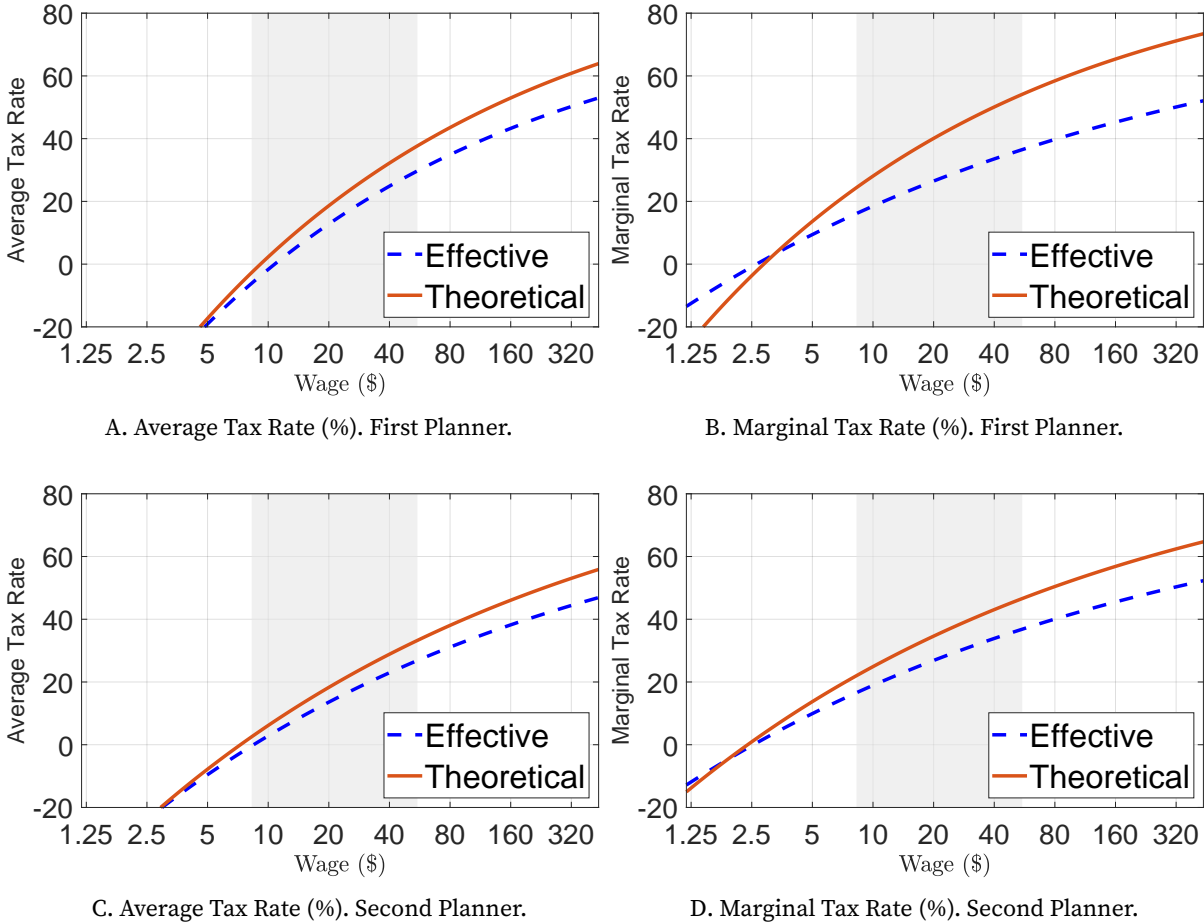 80
60
40
20
0
-20
Average Tax Rate
Effective
Theoretical
1.25 2.5 5 10 20 40 80 160 320
Wage ($)
A. Average Tax Rate (%). First Planner.
80
60
40
20
0
-20
Marginal Tax Rate
Effective
Theoretical
1.25 2.5 5 10 20 40 80 160 320
Wage ($)
B. Marginal Tax Rate (%). First Planner.
80
60
40
20
0
-20
Average Tax Rate
Effective
Theoretical
1.25 2.5 5 10 20 40 80 160 320
Wage ($)
C. Average Tax Rate (%). Second Planner.
80
60
40
20
0
-20
Marginal Tax Rate
Effective
Theoretical
1.25 2.5 5 10 20 40 80 160 320
Wage ($)
D. Marginal Tax Rate (%). Second Planner.